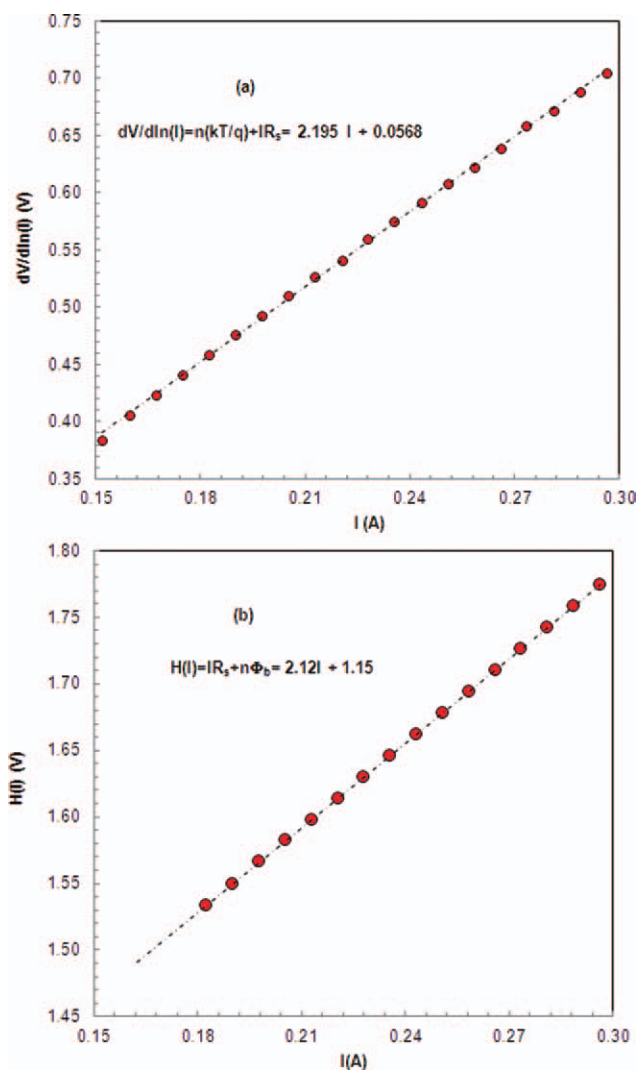 0.75
(a)
0.70
dV/dln(I)=n(kT/q)+IRs= 2.195 I + 0.0568
0.65
0.60
dV/dln(I) (V)
0.55
0.50
0.45
0.40
0.35
0.15 0.18 0.21 0.24 0.27 0.30
I (A)
1.80
(b)
1.75
H(I)=IRs+nΦb= 2.12I + 1.15
1.70
1.65
H(I) (V)
1.60
1.55
1.50
1.45
0.15 0.18 0.21 0.24 0.27 0.30
I(A)